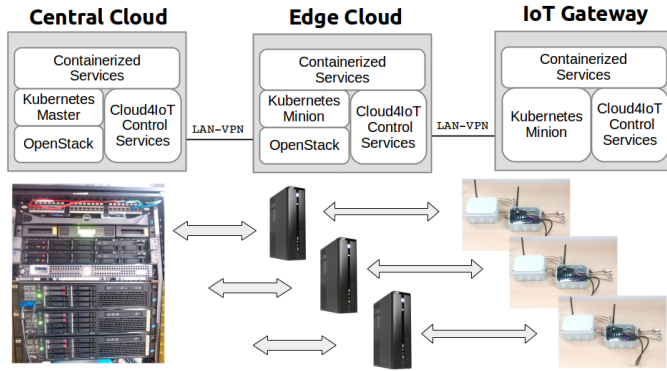 Central Cloud
Containerized
Services
Kubernetes
Master
OpenStack
Cloud4IoT
Control
Services
LAN-VPN
Edge Cloud
Containerized
Services
Kubernetes
Minion
OpenStack
Cloud4IoT
Control
Services
LAN-VPN
IoT Gateway
Containerized
Services
Kubernetes
Minion
Cloud4IoT
Control
Services